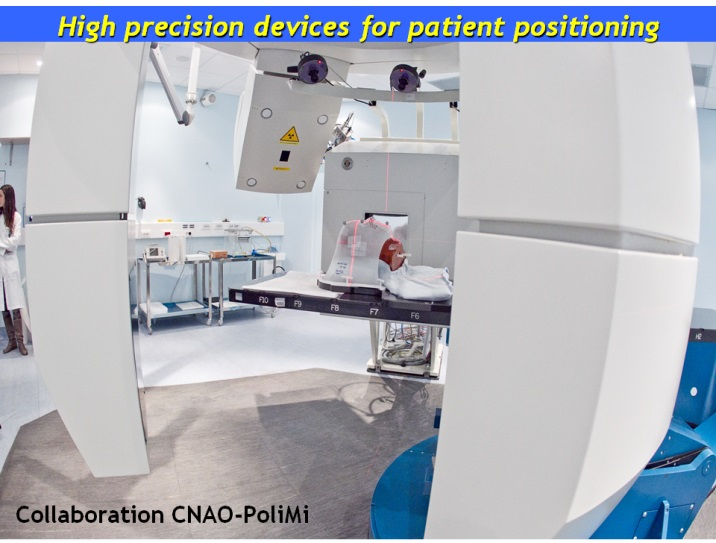 High precision devices for patient positioning
F10 F9 F8 F7 F6
Collaboration CNAO-PoliMi